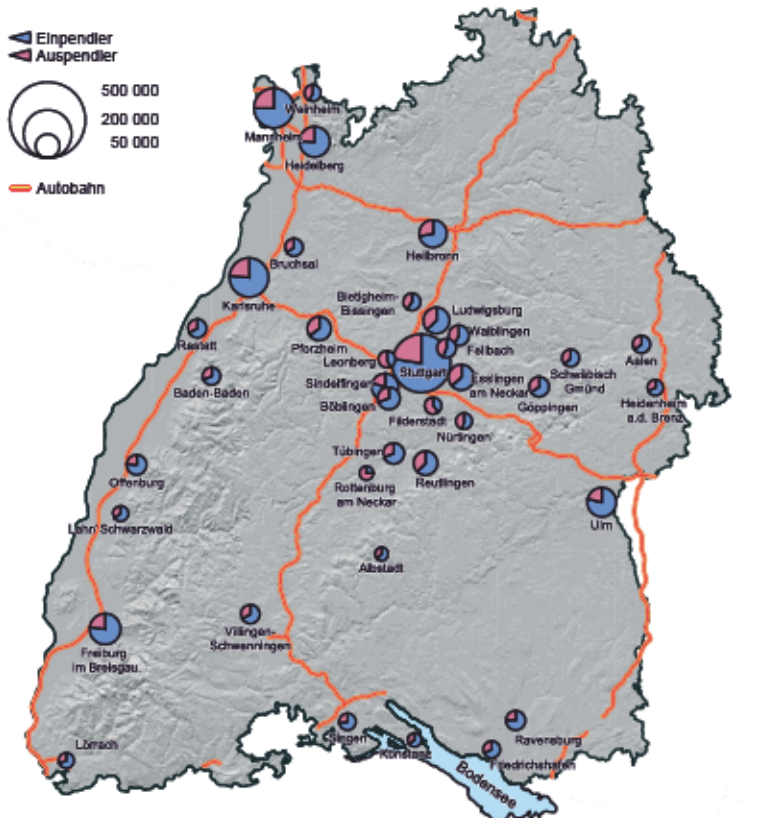 Einpendler
Auspendler
500 000
200 000
50 000
Autobahn
Weinheim
Mannheim
Heidelberg
Heilbronn
Bruchsal
Karlsruhe
Bietigheim-
Bissingen
Ludwigsburg
Waiblingen
Fellbach
Rastatt
Pforzheim
Leonberg
Stuttgart
Schwäbisch
Gmünd
Aalen
Baden-Baden
Sindelfingen
Böblingen
Esslingen
am Neckar
Göppingen
Heidenheim
a.d. Brenz
Filderstadt
Nürtingen
Tübingen
Offenburg
Rottenburg
am Neckar
Reutlingen
Lahr/ Schwarzwald
Ulm
Albstadt
Villingen-
Schwenningen
Freiburg
im Breisgau
Lörrach
Singen
Konstanz
Ravensburg
Friedrichshafen
Bodensee